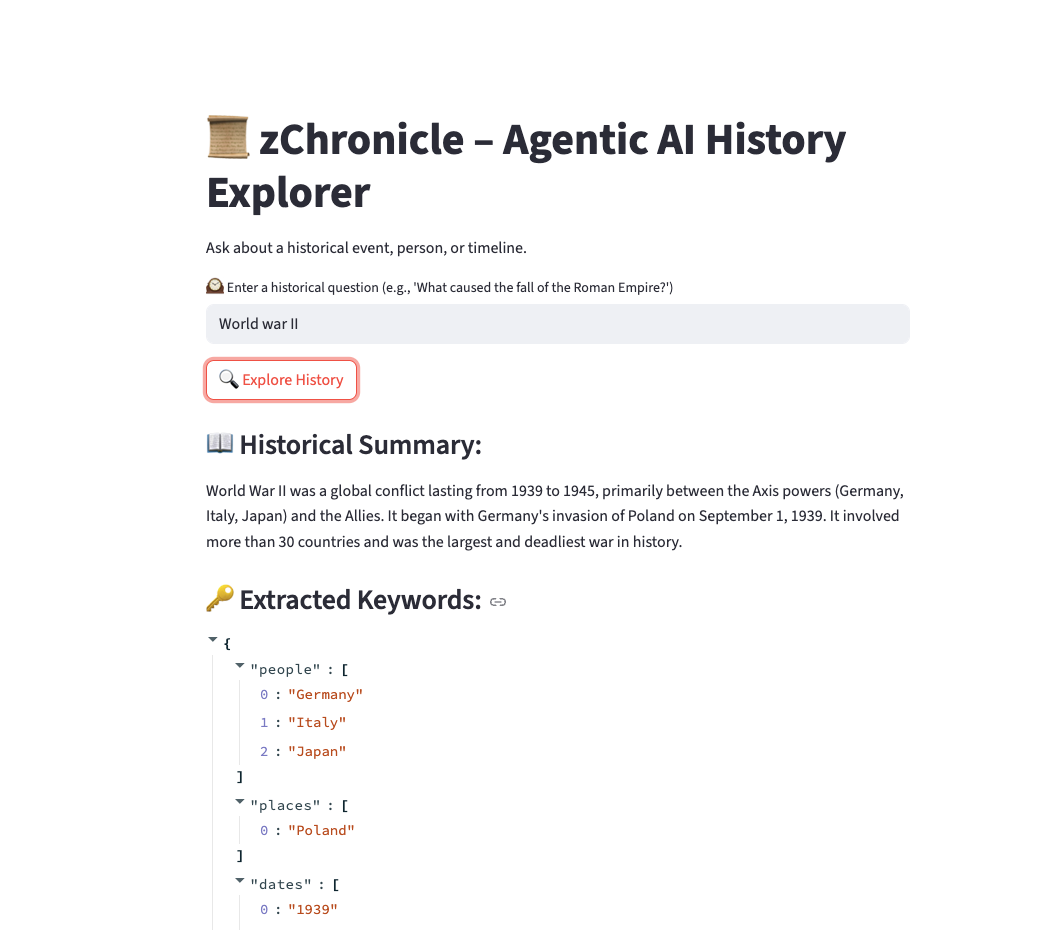 zChronicle – Agentic AI History
Explorer
Ask about a historical event, person, or timeline.
Enter a historical question (e.g., 'What caused the fall of the Roman Empire?')
World war II
Explore History
Historical Summary:
World War II was a global conflict lasting from 1939 to 1945, primarily between the Axis powers (Germany,
Italy, Japan) and the Allies. It began with Germany's invasion of Poland on September 1, 1939. It involved
more than 30 countries and was the largest and deadliest war in history.
Extracted Keywords:
{
"people" : [
0 : "Germany"
1 : "Italy"
2 : "Japan"
]
"places" : [
0 : "Poland"
]
"dates" : [
0 : "1939"